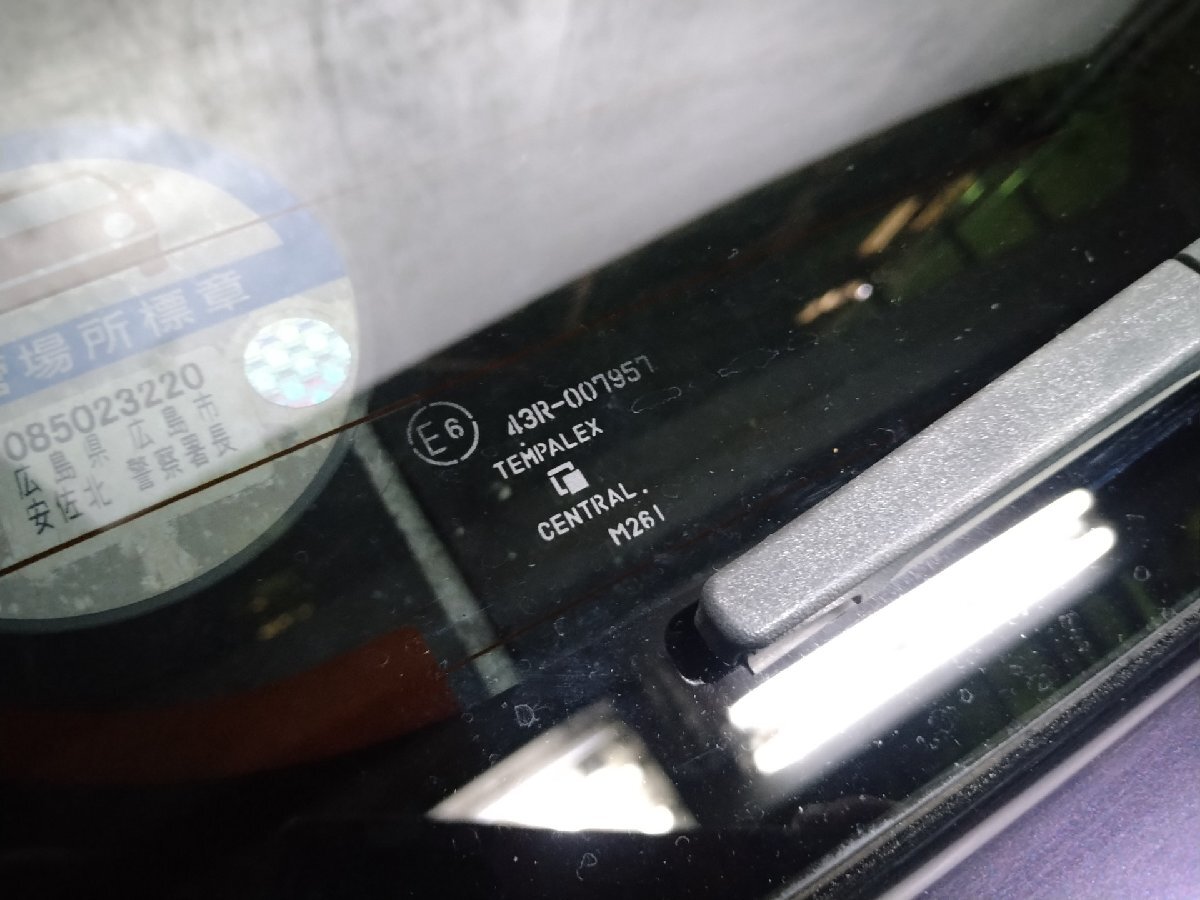 管場所標章
085023220
広島県 広島市
安佐北 警察署長
E6
43R-007957
TEMPALEX
CENTRAL.
M261